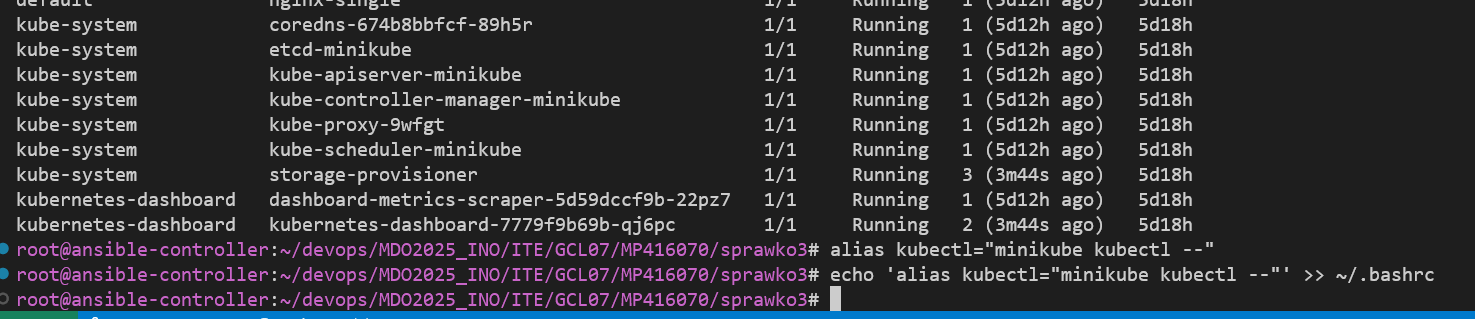 default nginx-single 1/1 Running 1 (5d12h ago) 5d18h
kube-system coredns-674b8bbfcf-89h5r 1/1 Running 1 (5d12h ago) 5d18h
kube-system etcd-minikube 1/1 Running 1 (5d12h ago) 5d18h
kube-system kube-apiserver-minikube 1/1 Running 1 (5d12h ago) 5d18h
kube-system kube-controller-manager-minikube 1/1 Running 1 (5d12h ago) 5d18h
kube-system kube-proxy-9wfgt 1/1 Running 1 (5d12h ago) 5d18h
kube-system kube-scheduler-minikube 1/1 Running 1 (5d12h ago) 5d18h
kube-system storage-provisioner 1/1 Running 3 (3m44s ago) 5d18h
kubernetes-dashboard dashboard-metrics-scraper-5d59dccf9b-22pz7 1/1 Running 1 (5d12h ago) 5d18h
kubernetes-dashboard kubernetes-dashboard-7779f9b69b-qj6pc 1/1 Running 2 (3m44s ago) 5d18h
root@ansible-controller:~/devops/MDO2025_INO/ITE/GCL07/MP416070/sprawko3# alias kubectl="minikube kubectl --"
root@ansible-controller:~/devops/MDO2025_INO/ITE/GCL07/MP416070/sprawko3# echo 'alias kubectl="minikube kubectl --"' >> ~/.bashrc
root@ansible-controller:~/devops/MDO2025_INO/ITE/GCL07/MP416070/sprawko3#